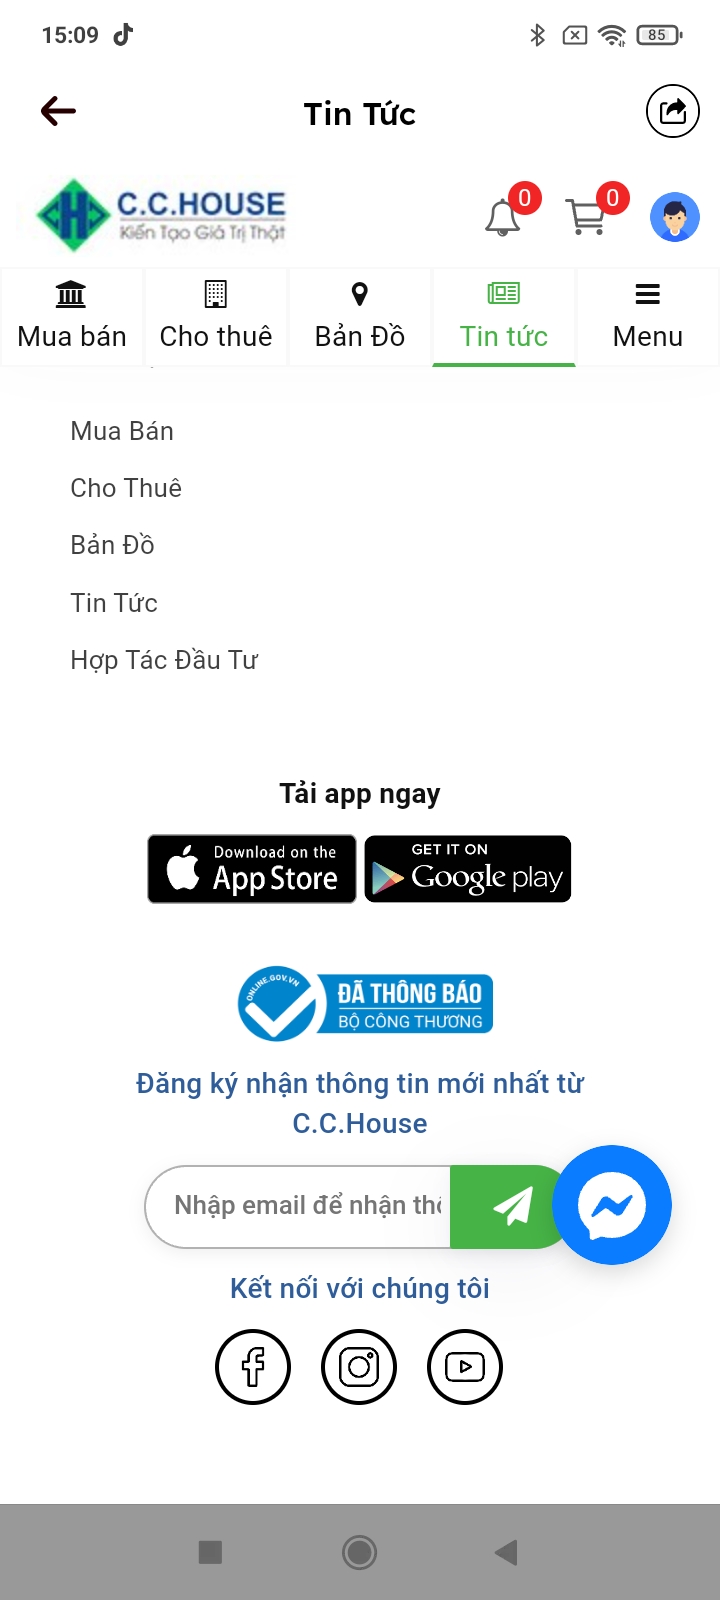 15:09
85
Tin Tức
C.C.HOUSE
Kiến Tạo Giá Trị Thật
0
0
Mua bán
Cho thuê
Bản Đồ
Tin tức
Menu
Mua Bán
Cho Thuê
Bản Đồ
Tin Tức
Hợp Tác Đầu Tư
Tải app ngay
Download on the
App Store
GET IT ON
Google play
ONLINE.GOV.VN
ĐÃ THÔNG BÁO
BỘ CÔNG THƯƠNG
Đăng ký nhận thông tin mới nhất từ
C.C.House
Nhập email để nhận
Kết nối với chúng tôi